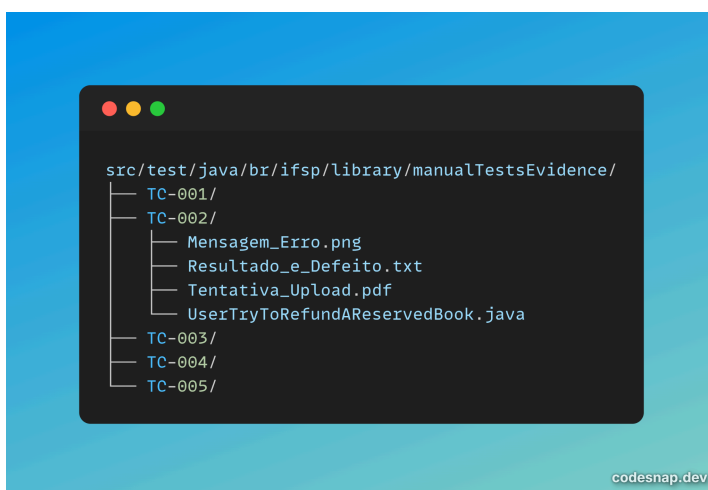 src/test/java/br/ifsp/library/manualTestsEvidence/
├── TC-001/
├── TC-002/
│   ├── Mensagem_Erro.png
│   ├── Resultado_e_Defeito.txt
│   ├── Tentativa_Upload.pdf
│   └── UserTryToRefundAReservedBook.java
├── TC-003/
├── TC-004/
└── TC-005/
codesnap.dev